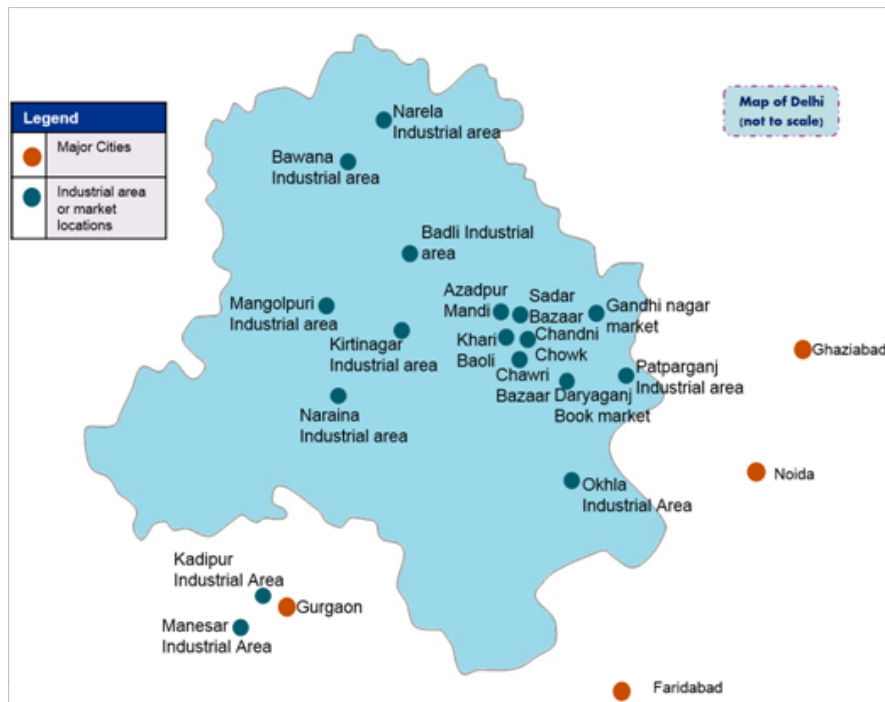 Map of Delhi
(not to scale)
Legend
Major Cities
Industrial area
or market
locations
Narela
Industrial area
Bawana
Industrial area
Badli Industrial
area
Mangolpuri
Industrial area
Kirtinagar
Industrial area
Azadpur
Mandi
Sadar
Bazaar
Gandhi nagar
market
Khari
Baoli
Chandni
Chowk
Chawri
Bazaar
Daryaganj
Book market
Patparganj
Industrial area
Ghaziabad
Naraina
Industrial area
Noida
Okhla
Industrial Area
Kadipur
Industrial Area
Gurgaon
Manesar
Industrial Area
Faridabad